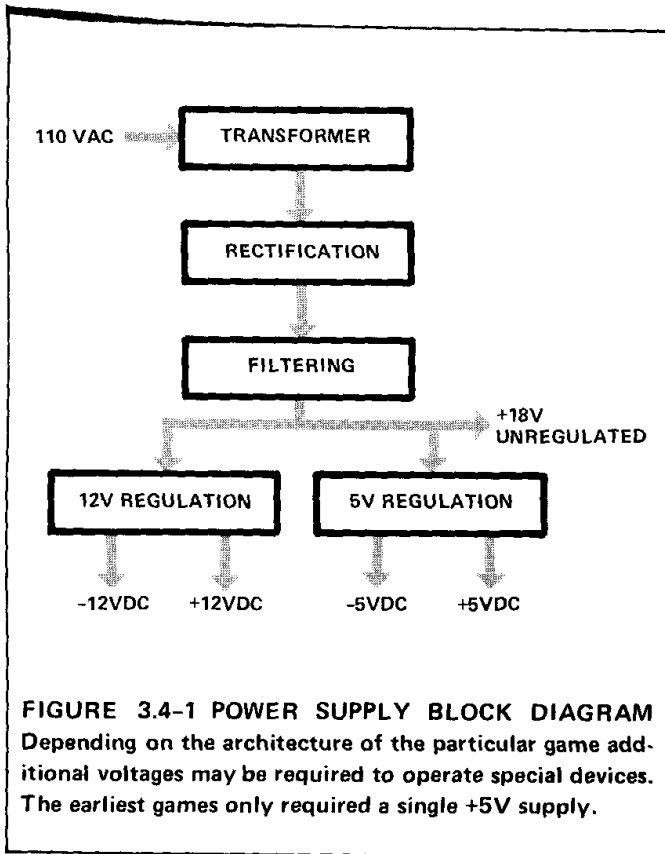 110 VAC
TRANSFORMER
RECTIFICATION
FILTERING
+18V
UNREGULATED
12V REGULATION
5V REGULATION
-12VDC
+12VDC
-5VDC
+5VDC
FIGURE 3.4-1 POWER SUPPLY BLOCK DIAGRAM
Depending on the architecture of the particular game add-
itional voltages may be required to operate special devices.
The earliest games only required a single +5V supply.